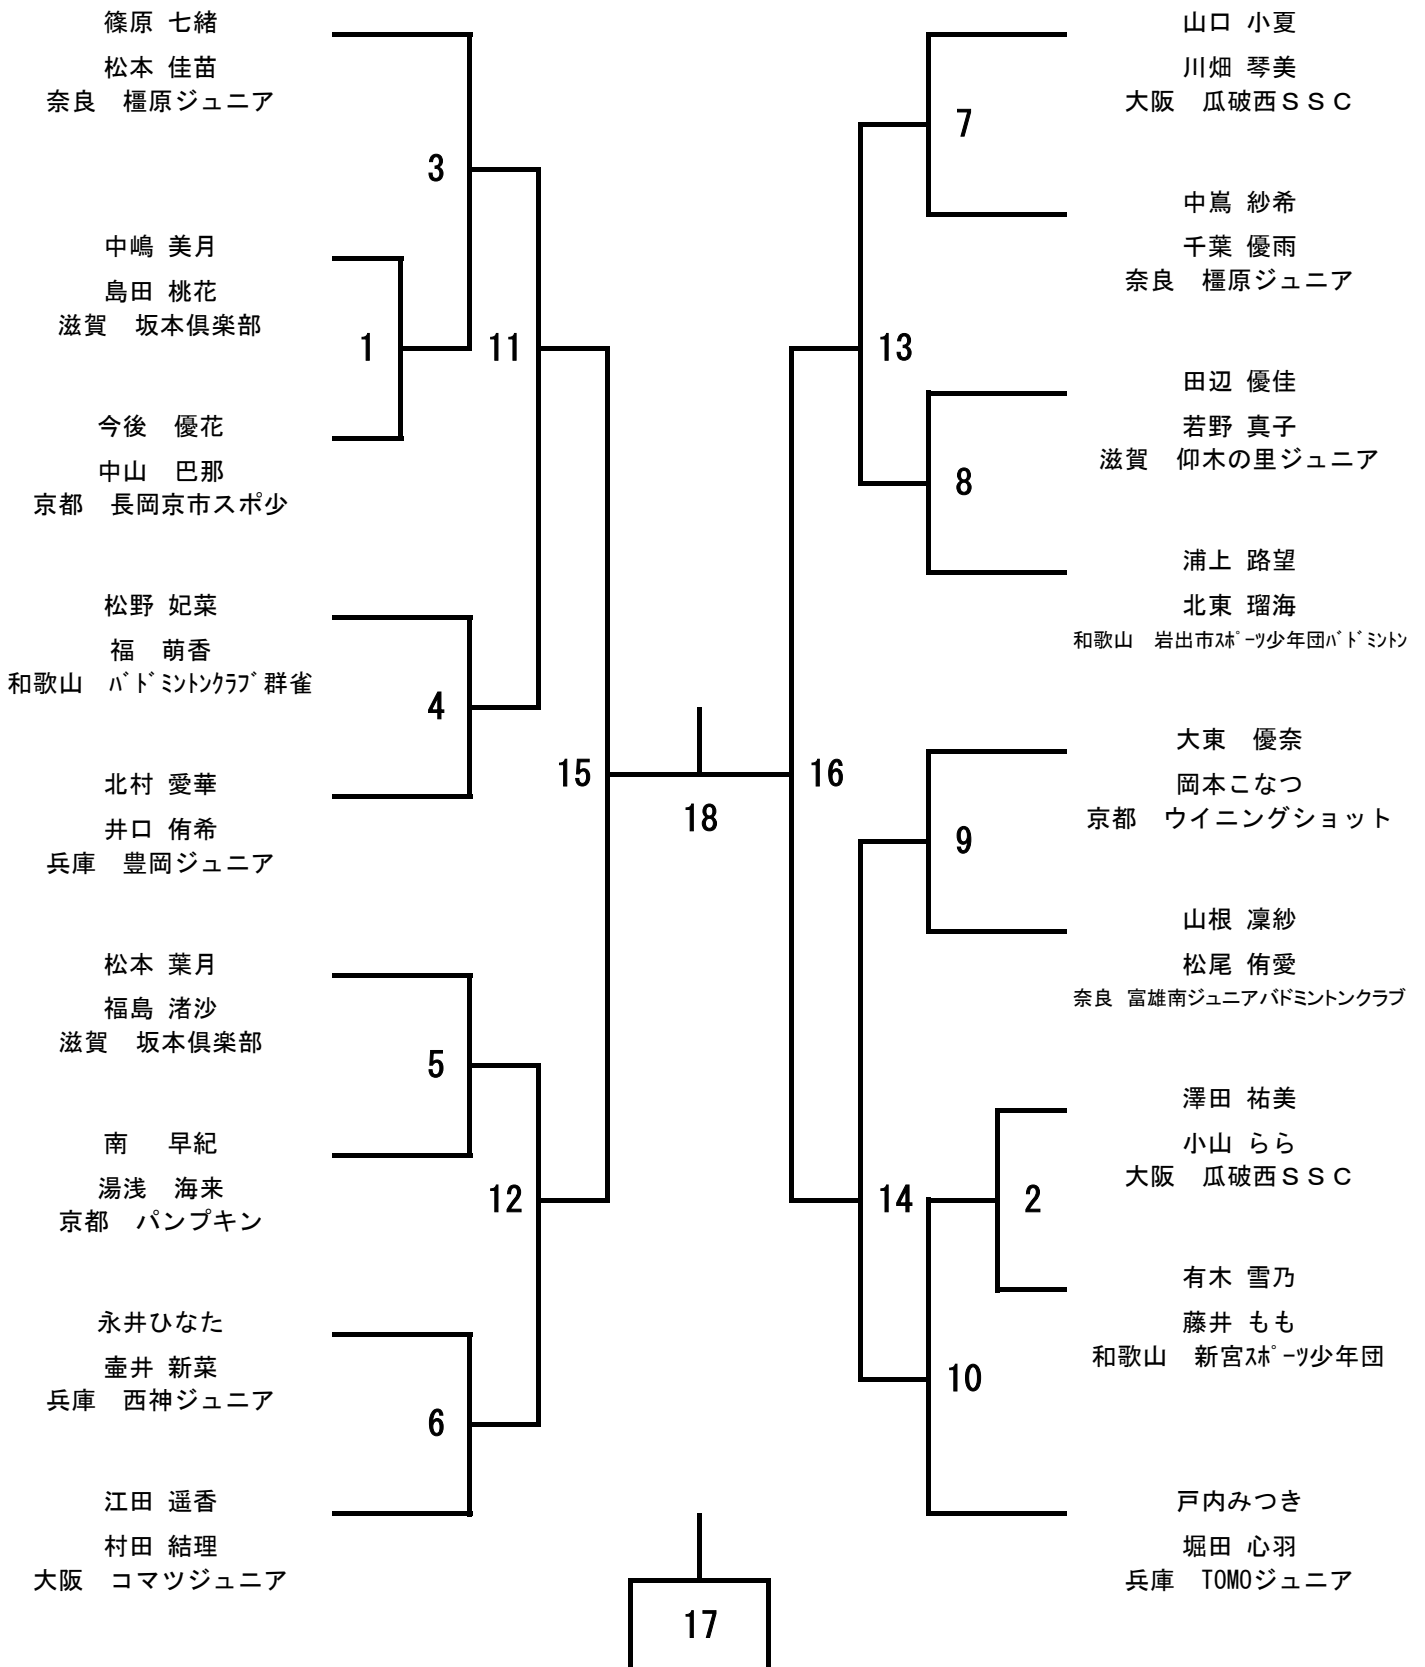 篠原 七緒
松本 佳苗
奈良　橿原ジュニア
3
中嶋 美月
島田 桃花
滋賀　坂本倶楽部
1
11
今後　優花
中山　巴那
京都　長岡京市スポ少
松野 妃菜
福　萌香
和歌山　ﾊﾞﾄﾞﾐﾝﾄﾝｸﾗﾌﾞ群雀
4
15
北村 愛華
井口 侑希
兵庫　豊岡ジュニア
松本 葉月
福島 渚沙
滋賀　坂本倶楽部
5
南　 早紀
湯浅　海来
京都　パンプキン
12
永井ひなた
壷井 新菜
兵庫　西神ジュニア
6
江田 遥香
村田 結理
大阪　コマツジュニア
18
17
山口 小夏
川畑 琴美
大阪　瓜破西ＳＳＣ
7
中嶌 紗希
千葉 優雨
奈良　橿原ジュニア
13
田辺 優佳
若野 真子
滋賀　仰木の里ジュニア
8
浦上 路望
北東 瑠海
和歌山　岩出市ｽﾎﾟｰﾂ少年団ﾊﾞﾄﾞﾐﾝﾄﾝ
16
大東　優奈
岡本こなつ
京都　ウイニングショット
9
山根 凜紗
松尾 侑愛
奈良 富雄南ジュニアバドミントンクラブ
澤田 祐美
小山 らら
大阪　瓜破西ＳＳＣ
14
2
有木 雪乃
藤井 もも
和歌山　新宮ｽﾎﾟｰﾂ少年団
10
戸内みつき
堀田 心羽
兵庫　TOMOジュニア